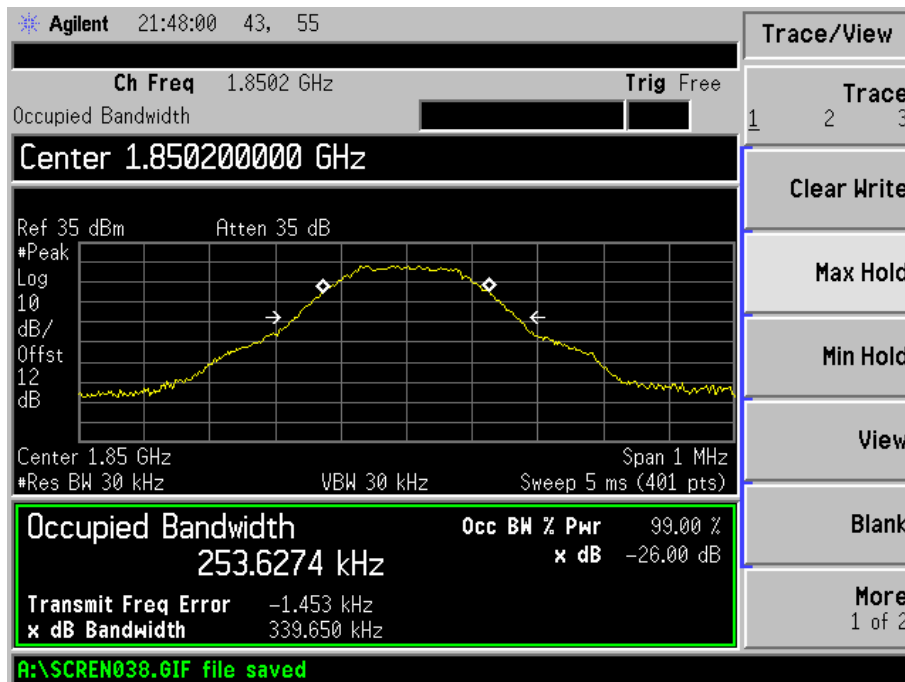 Agilent 21:48:00 43, 55
Trace/View
Ch Freq 1.8502 GHz Trig Free
Occupied Bandwidth
Trace
1 2 3
Center 1.850200000 GHz
Clear Write
Ref 35 dBm Atten 35 dB
#Peak
Log
10
dB/
Offst
12
dB
Max Hold
Min Hold
Center 1.85 GHz Span 1 MHz
#Res BW 30 kHz VBW 30 kHz Sweep 5 ms (401 pts)
View
Occupied Bandwidth Occ BW % Pwr 99.00 %
253.6274 kHz x dB -26.00 dB
Blank
Transmit Freq Error -1.453 kHz
x dB Bandwidth 339.650 kHz
More
1 of 2
A:\SCREN038.GIF file saved